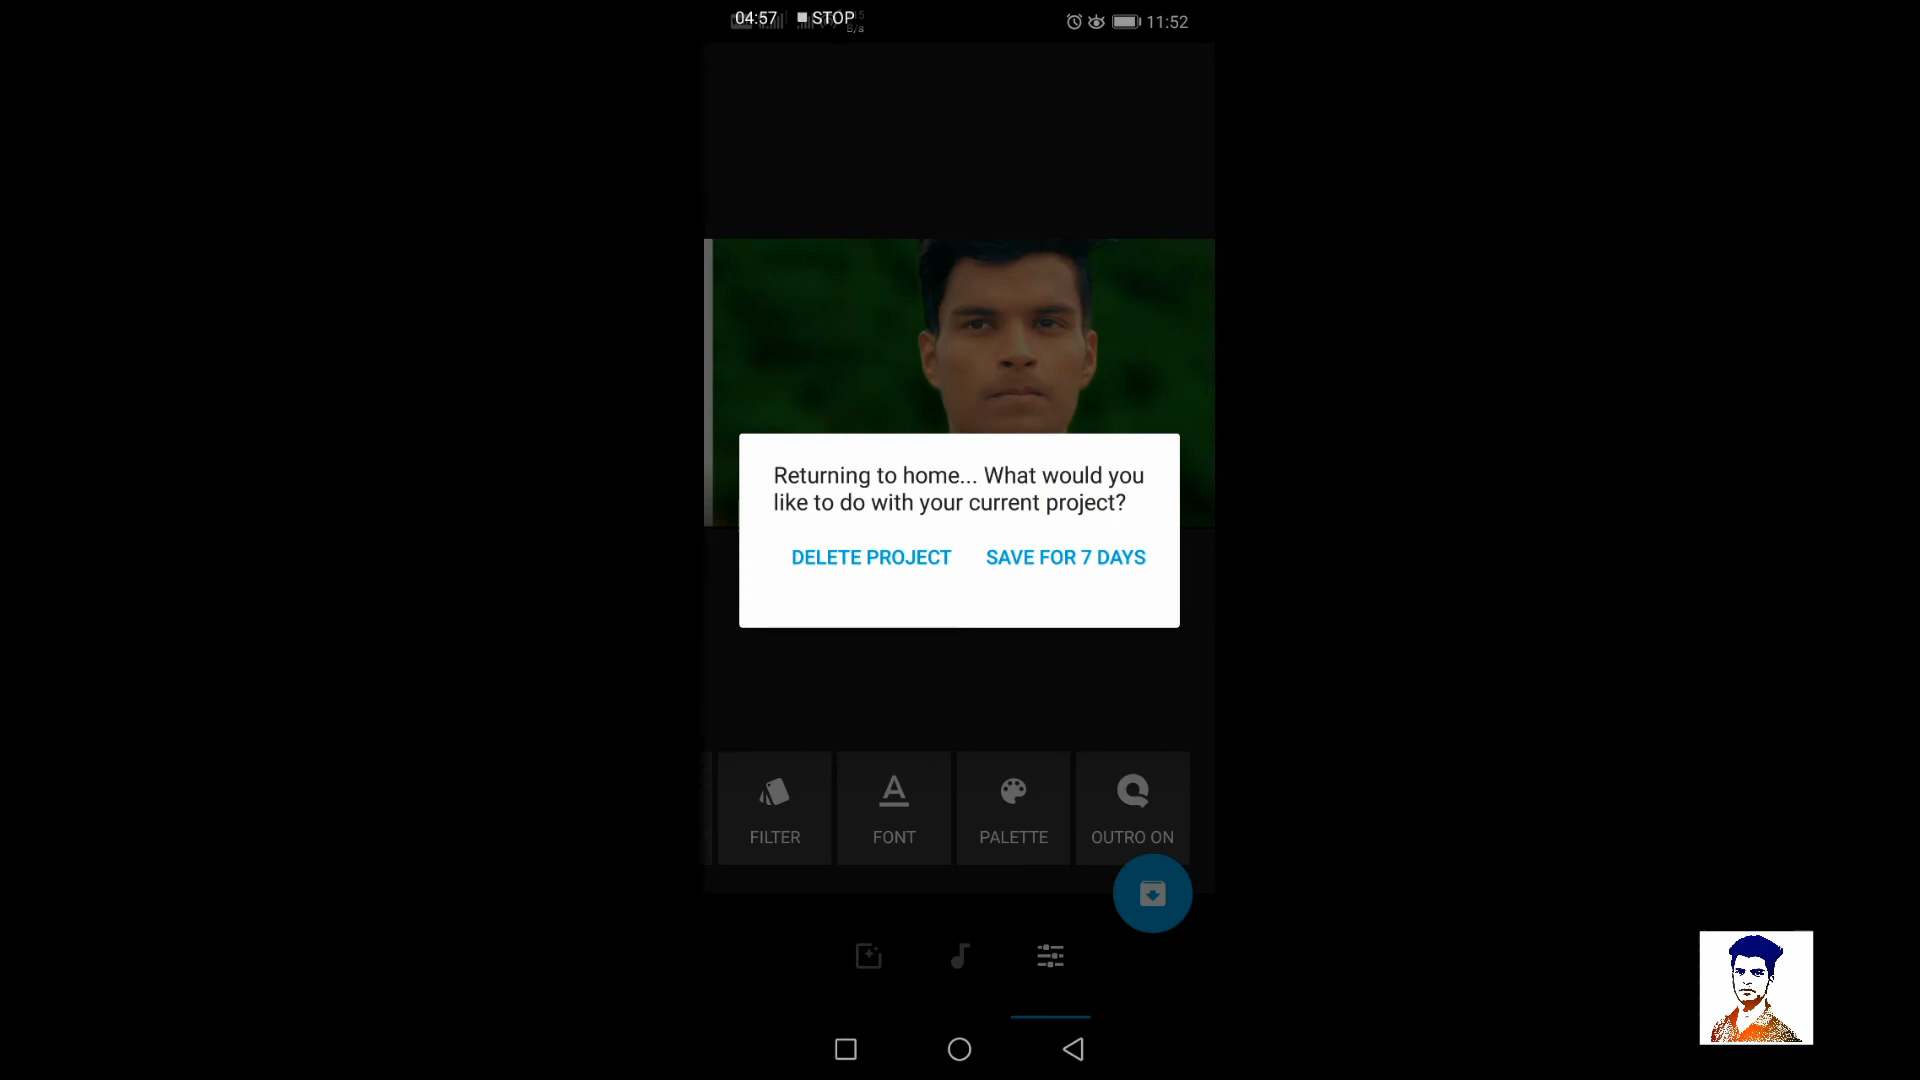 04:57 STOP
B/s
11:52
Returning to home... What would you
like to do with your current project?
DELETE PROJECT SAVE FOR 7 DAYS
FILTER FONT PALETTE OUTRO ON